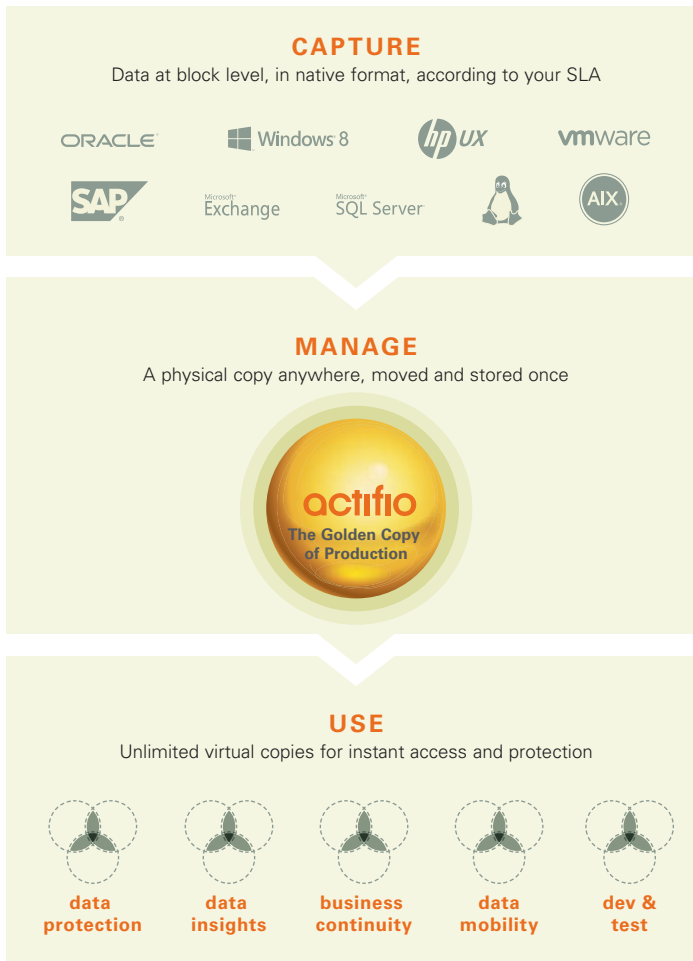 CAPTURE
Data at block level, in native format, according to your SLA
ORACLE
Windows 8
hp UX
vmware
SAP
Microsoft
Exchange
Microsoft
SQL Server
AIX
MANAGE
A physical copy anywhere, moved and stored once
actifio
The Golden Copy
of Production
USE
Unlimited virtual copies for instant access and protection
data
protection
data
insights
business
continuity
data
mobility
dev &
test